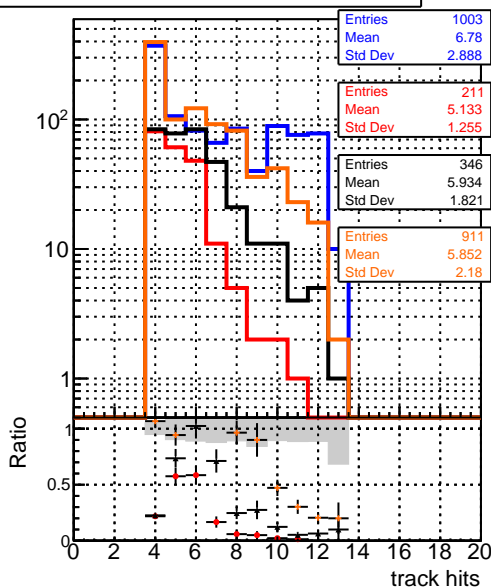 Entries 1003
Mean 6.78
Std Dev 2.888
Entries 211
Mean 5.133
Std Dev 1.255
Entries 346
Mean 5.934
Std Dev 1.821
Entries 911
Mean 5.852
Std Dev 2.18
10²
10
1
Ratio
1
0.5
0
0 2 4 6 8 10 12 14 16 18 20
track hits